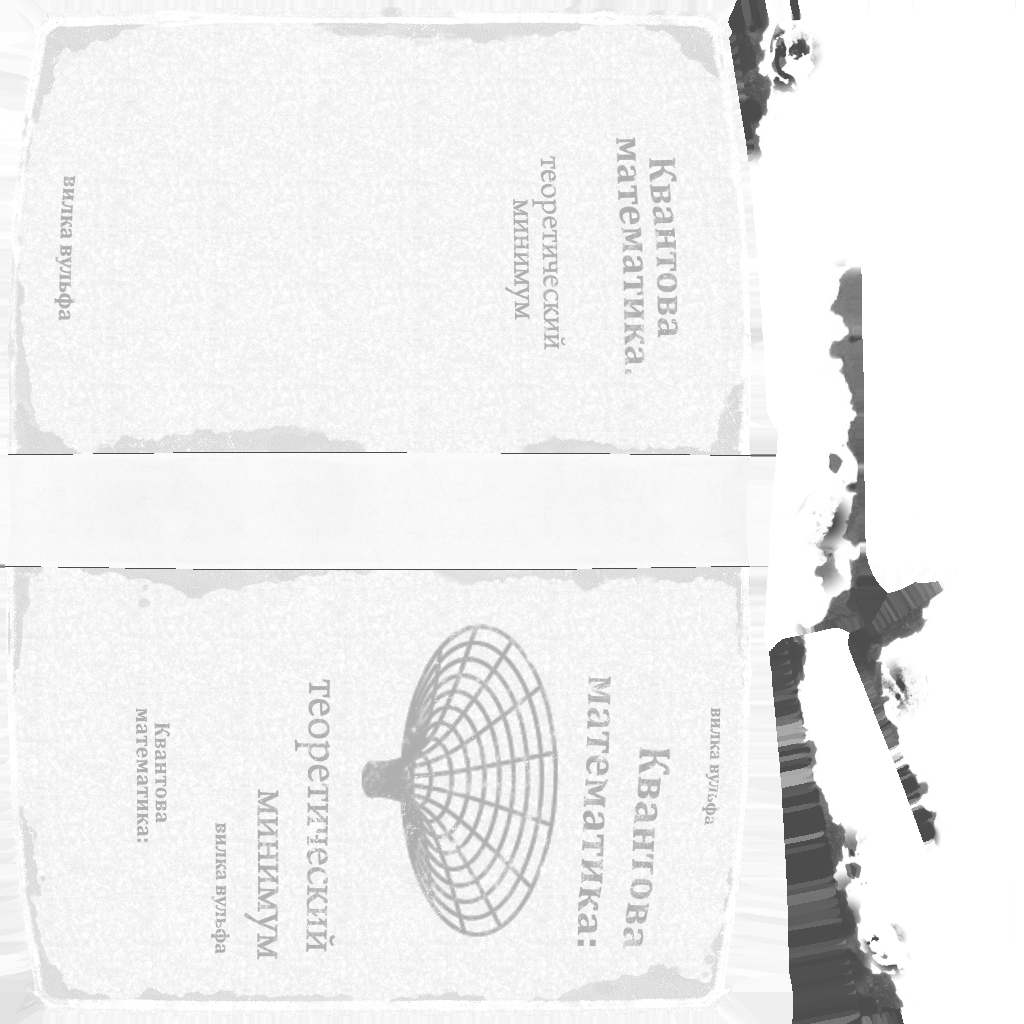 Квантова
математика.
теоретический
минимум
вилка вульфа
вилка вульфа
Квантова
математика:
теоретический
минимум
вилка вульфа
Квантова
математика: